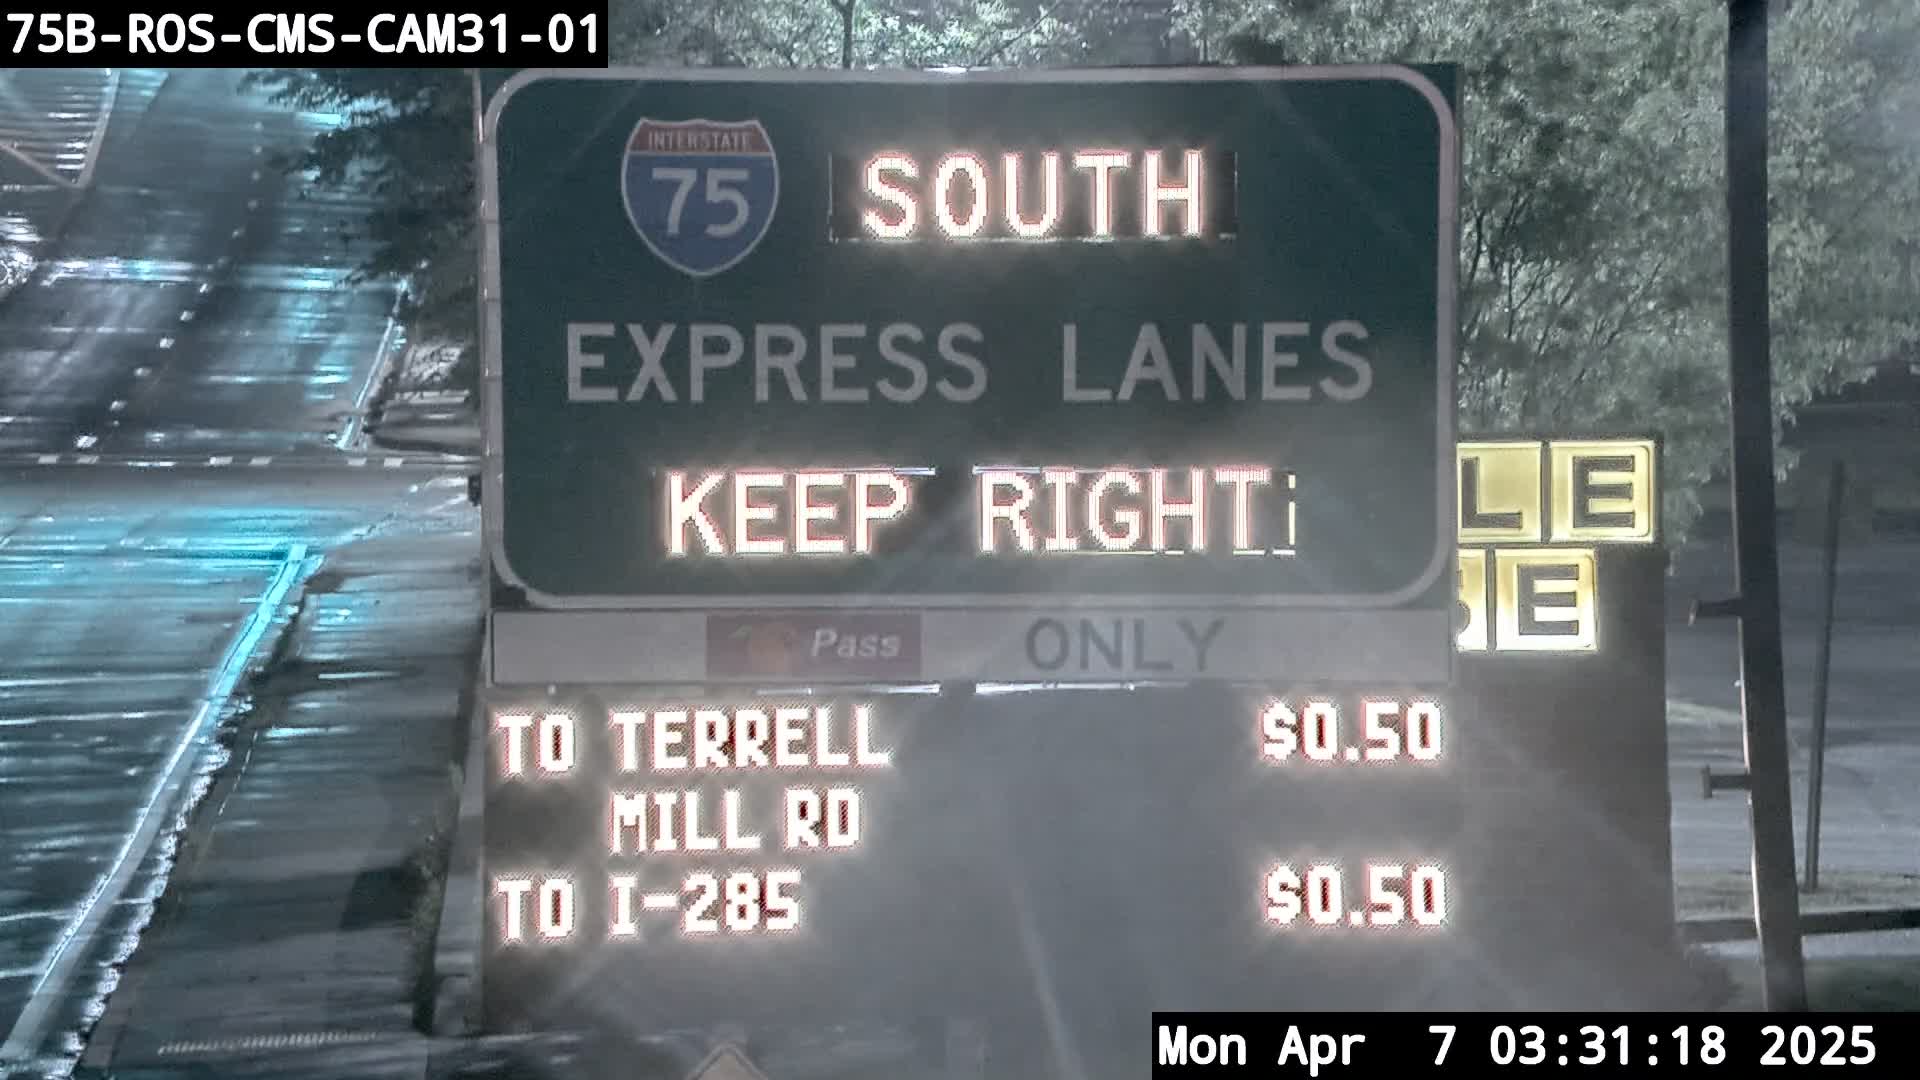 75B-ROS-CMS-CAM31-01
INTERSTATE
75
SOUTH
EXPRESS LANES
KEEP RIGHT
Pass ONLY
TO TERRELL $0.50
MILL RD
TO I-285 $0.50
Mon Apr 7 03:31:18 2025